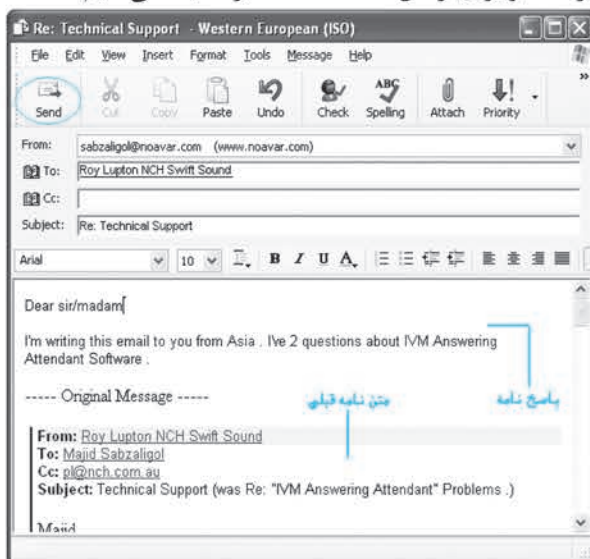 Re: Technical Support - Western European (ISO)
File Edit View Insert Format Tools Message Help
Send Cut Copy Paste Undo Check Spelling Attach Priority
From: sabzaligol@noavar.com (www.noavar.com)
To: Roy Lupton NCH Swift Sound
Cc:
Subject: Re: Technical Support
Arial 10 B I U A
Dear sir/madam
I'm writing this email to you from Asia . I've 2 questions about IVM Answering
Attendant Software .
----- Original Message -----
متن نامه قبلی
پاسخ نامه
From: Roy Lupton NCH Swift Sound
To: Majid Sabzaligol
Cc: pl@nch.com.au
Subject: Technical Support (was Re: "IVM Answering Attendant" Problems .)
Majid